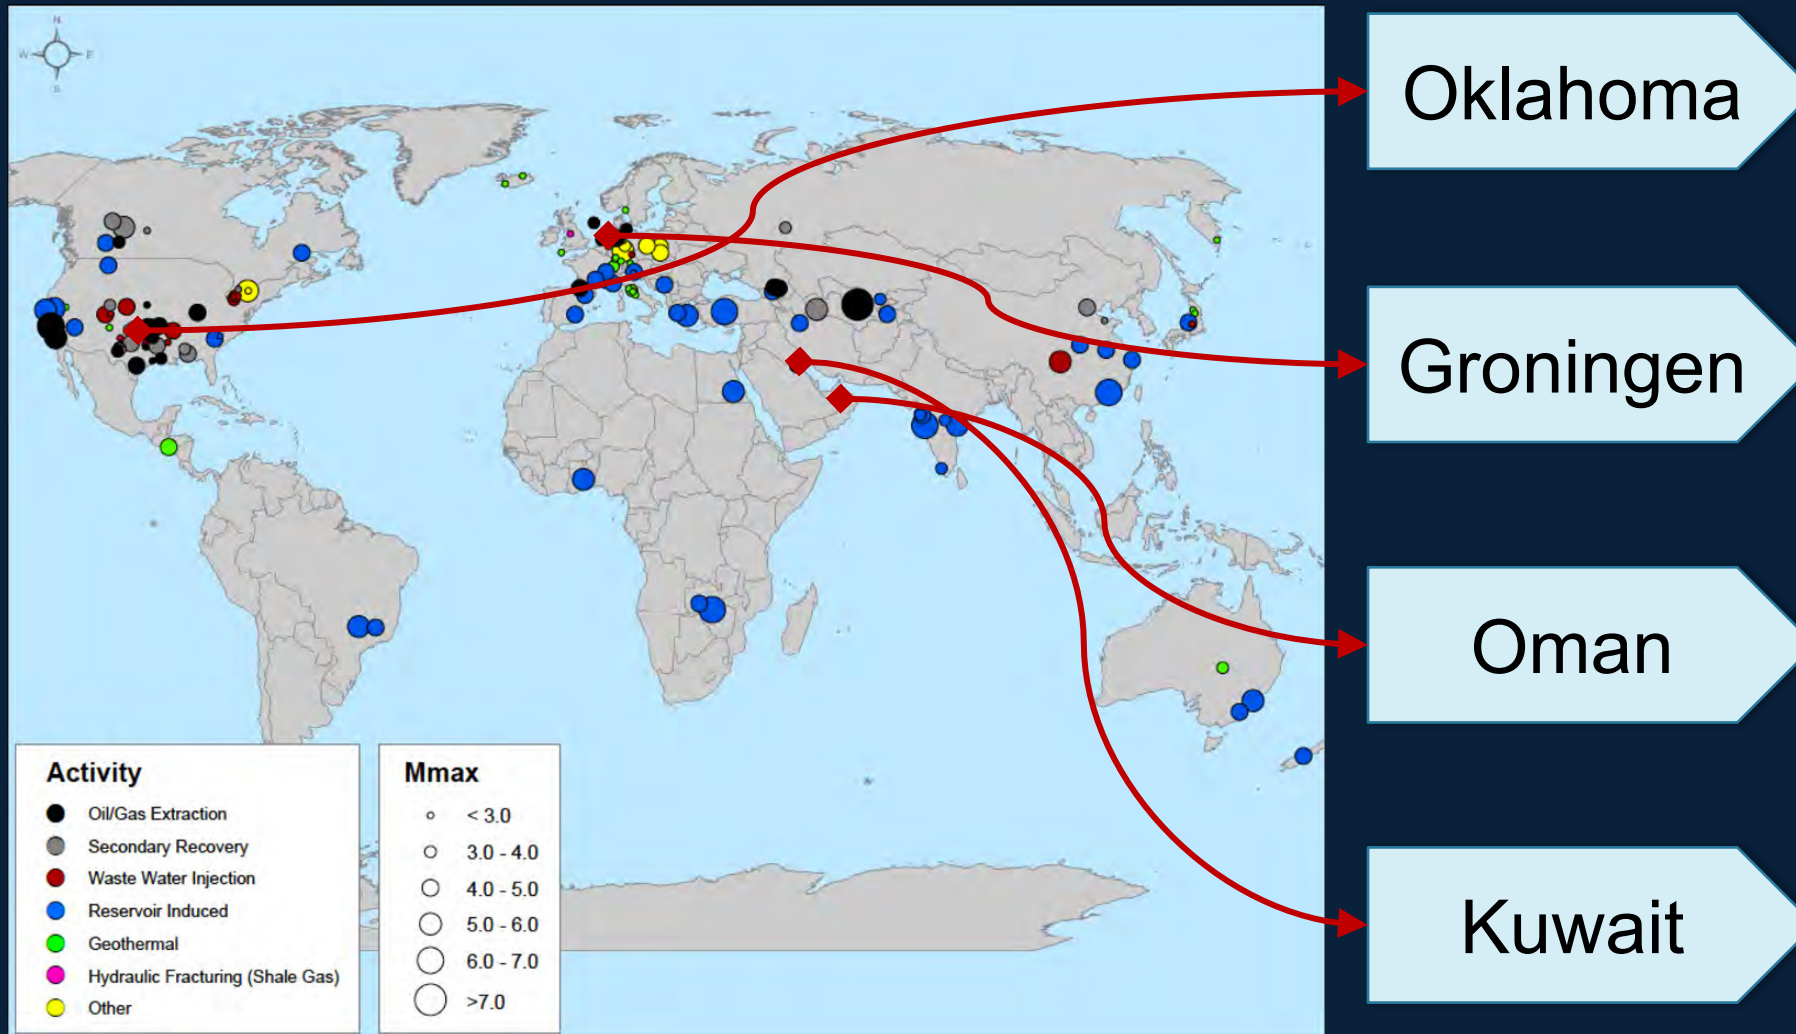 N
W
E
S
Oklahoma
Groningen
Oman
Kuwait
Activity
Oil/Gas Extraction
Secondary Recovery
Waste Water Injection
Reservoir Induced
Geothermal
Hydraulic Fracturing (Shale Gas)
Other
Mmax
< 3.0
3.0 - 4.0
4.0 - 5.0
5.0 - 6.0
6.0 - 7.0
>7.0